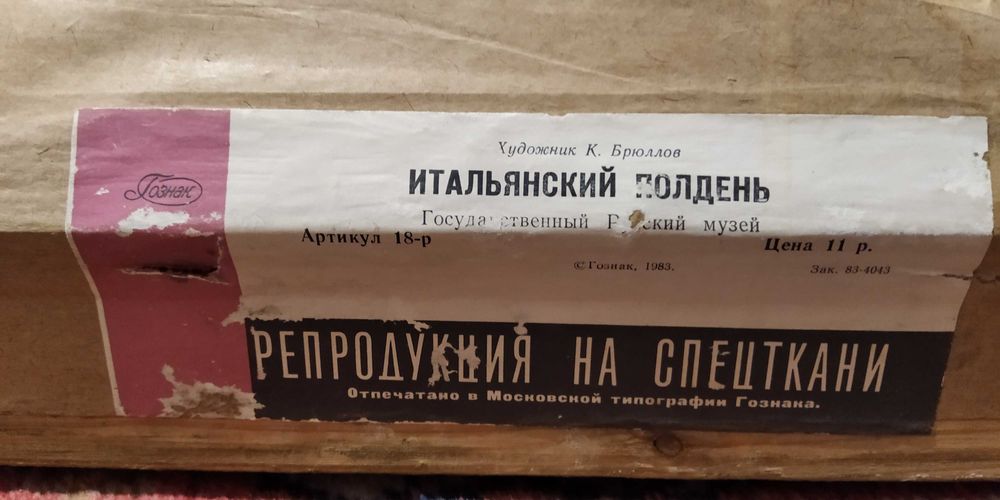 Гознак
Художник К. Брюллов
ИТАЛЬЯНСКИЙ ПОЛДЕНЬ
Государственный Русский музей
Артикул 18-р
Цена 11 р.
© Гознак, 1983.
Зак. 83-4043
РЕПРОДУКЦИЯ НА СПЕЦТКАНИ
Отпечатано в Московской типографии Гознака.